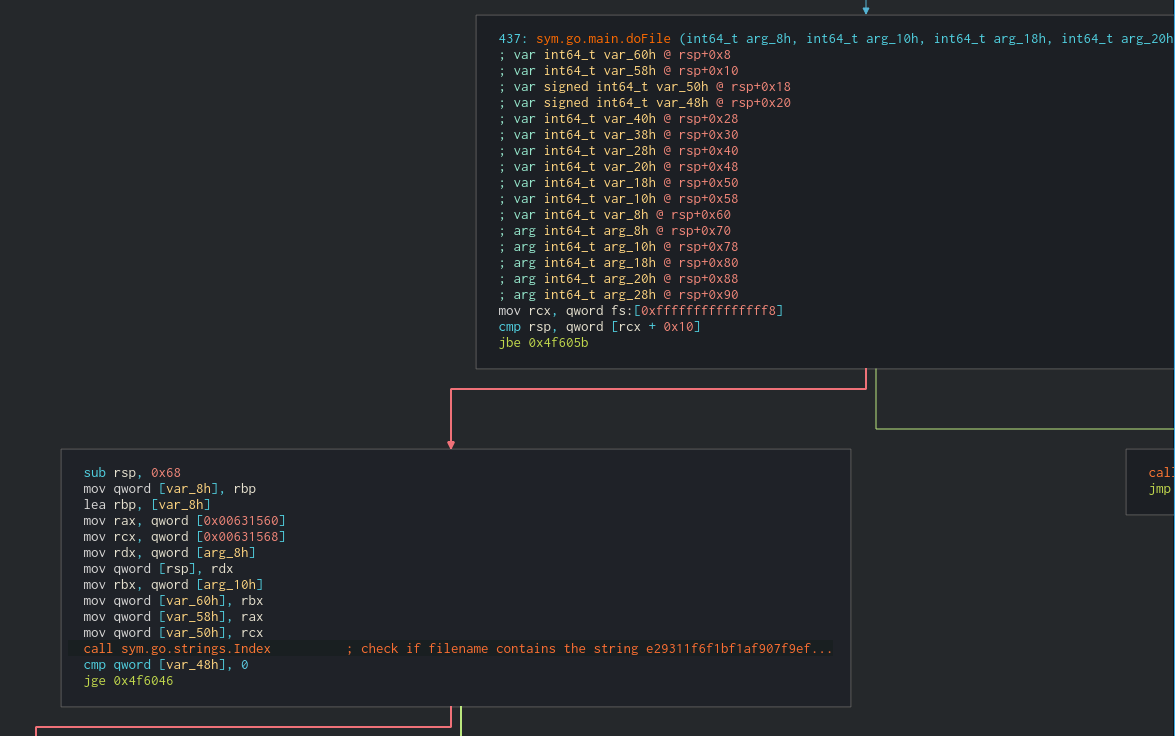 437: sym.go.main.doFile (int64_t arg_8h, int64_t arg_10h, int64_t arg_18h, int64_t arg_20h
; var int64_t var_60h @ rsp+0x8
; var int64_t var_58h @ rsp+0x10
; var signed int64_t var_50h @ rsp+0x18
; var signed int64_t var_48h @ rsp+0x20
; var int64_t var_40h @ rsp+0x28
; var int64_t var_38h @ rsp+0x30
; var int64_t var_28h @ rsp+0x40
; var int64_t var_20h @ rsp+0x48
; var int64_t var_18h @ rsp+0x50
; var int64_t var_10h @ rsp+0x58
; var int64_t var_8h @ rsp+0x60
; arg int64_t arg_8h @ rsp+0x70
; arg int64_t arg_10h @ rsp+0x78
; arg int64_t arg_18h @ rsp+0x80
; arg int64_t arg_20h @ rsp+0x88
; arg int64_t arg_28h @ rsp+0x90
mov rcx, qword fs:[0xfffffffffffffff8]
cmp rsp, qword [rcx + 0x10]
jbe 0x4f605b
sub rsp, 0x68
mov qword [var_8h], rbp
lea rbp, [var_8h]
mov rax, qword [0x00631560]
mov rcx, qword [0x00631568]
mov rdx, qword [arg_8h]
mov qword [rsp], rdx
mov rbx, qword [arg_10h]
mov qword [var_60h], rbx
mov qword [var_58h], rax
mov qword [var_50h], rcx
call sym.go.strings.Index ; check if filename contains the string e29311f6f1bf1af907f9ef...
cmp qword [var_48h], 0
jge 0x4f6046
cal
jmp